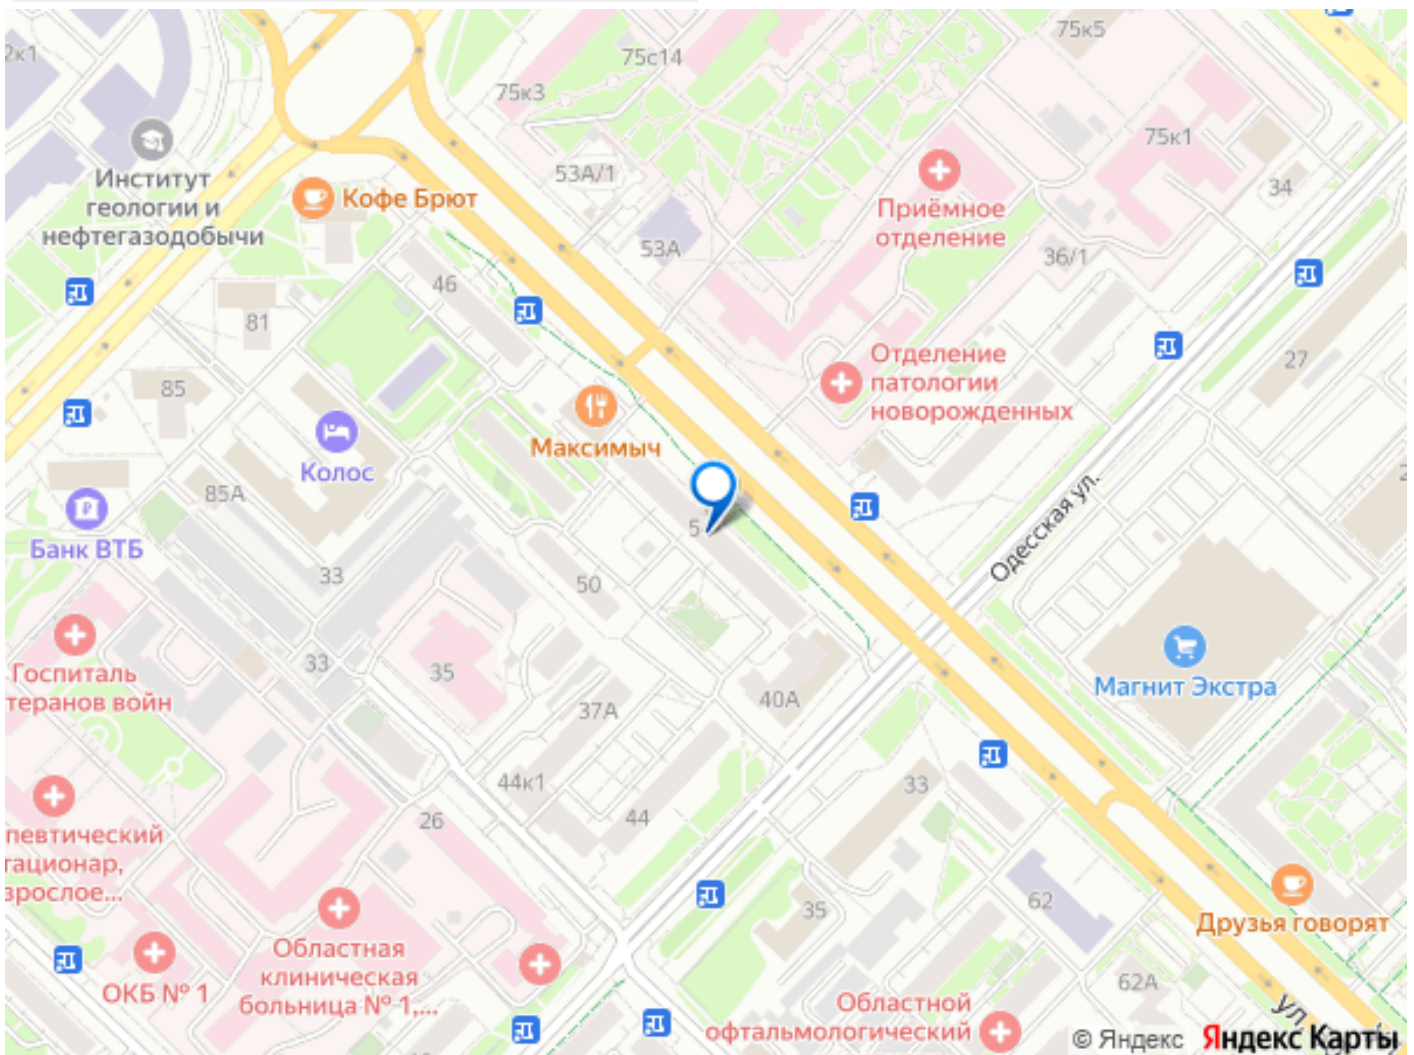 75к5
2к1
75с14
75к3
75к1
Институт
геологии и
нефтегазодобычи
53А/1
34
Кофе Брют
Приёмное
отделение
53А
36/1
46
81
27
Отделение
патологии
новорожденных
85
Максимыч
Колос
85А
Одесская ул.
Банк ВТБ
5
33
50
Госпиталь
теранов войн
33
35
37А
40А
Магнит Экстра
44к1
33
26
44
певтический
тационар,
зрослое...
62
35
Друзья говорят
Областная
клиническая
больница № 1,...
ОКБ № 1
62А
Областной
офтальмологический
ул.
© Яндекс Яндекс Карты